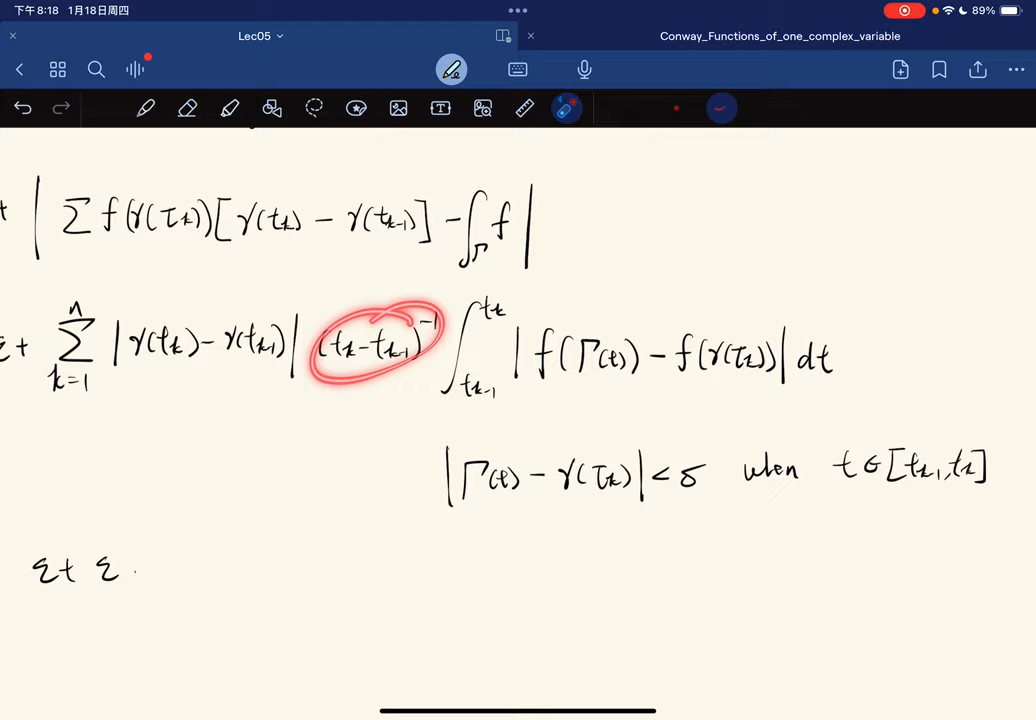 下午8:18 1月18日周四 89%
Lec05 Conway_Functions_of_one_complex_variable
+ | ∑ f(γ(τk))[γ(tk) − γ(tk-1)] − ∫Γ f |
ε + ∑k=1^n |γ(tk) − γ(tk-1)| (tk − tk-1)^-1 ∫tk-1^tk | f(Γ(t)) − f(γ(τk)) | dt
|Γ(t) − γ(τk)| < δ when t ∈ [tk-1, tk]
ε + ε ·